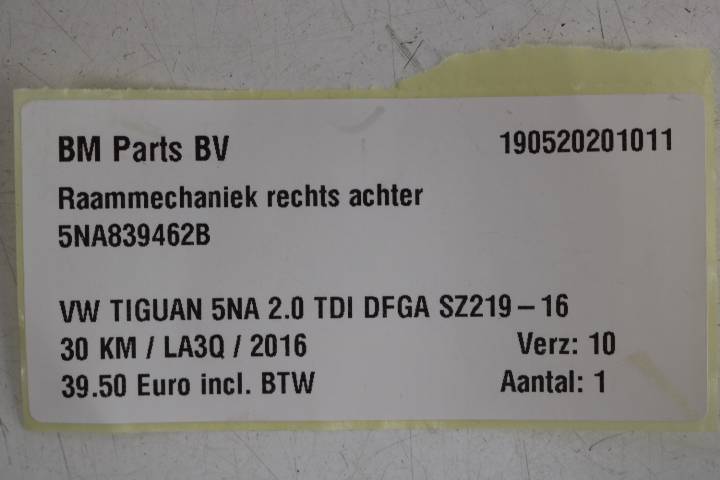 BM Parts BV 190520201011
Raammechaniek rechts achter
5NA839462B
VW TIGUAN 5NA 2.0 TDI DFGA SZ219-16
30 KM / LA3Q / 2016 Verz: 10
39.50 Euro incl. BTW Aantal: 1